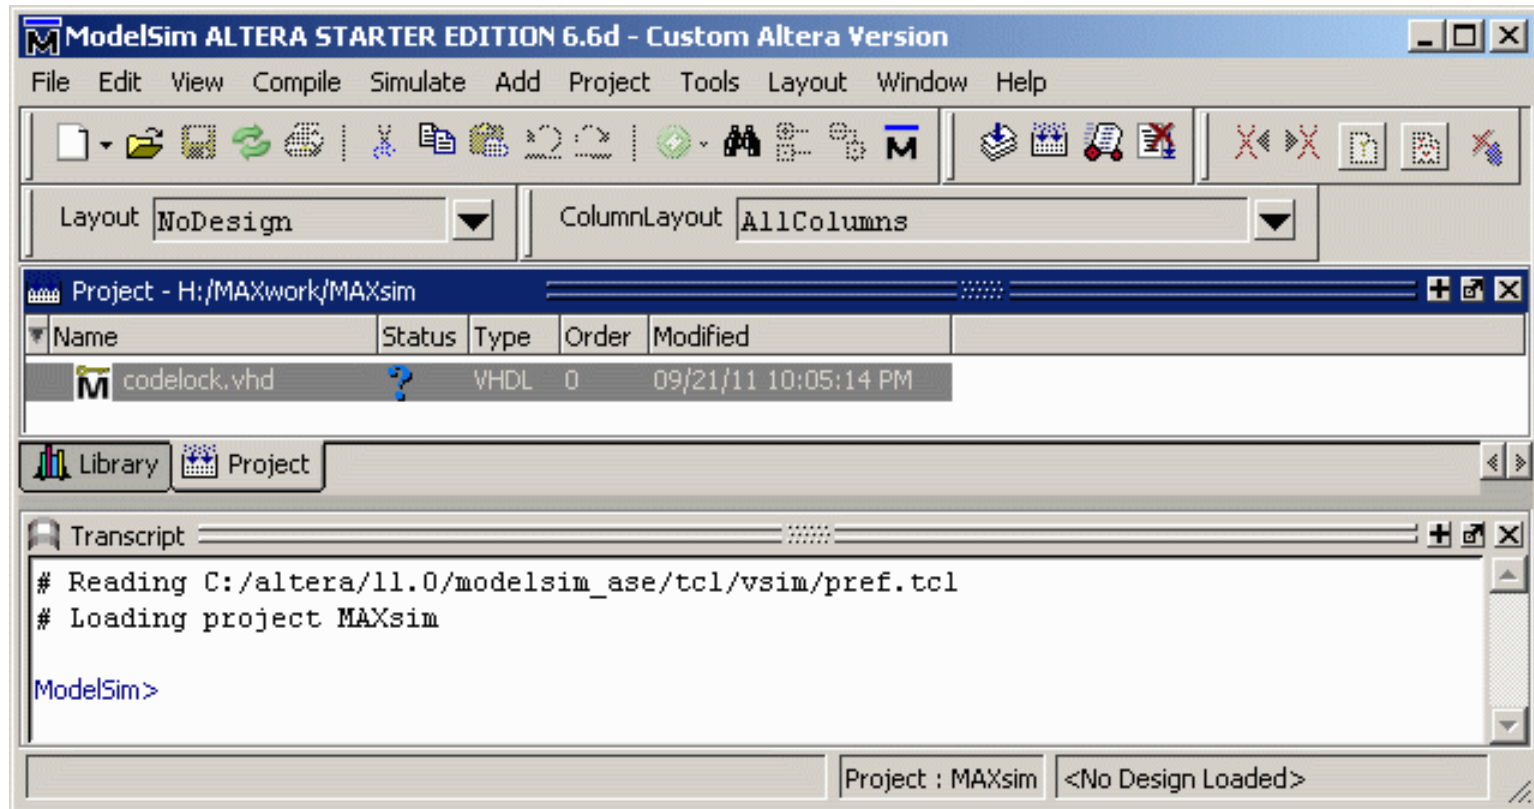 ModelSim ALTERA STARTER EDITION 6.6d - Custom Altera Version
File Edit View Compile Simulate Add Project Tools Layout Window Help
Layout NoDesign ColumnLayout AllColumns
Project - H:/MAXwork/MAXsim
Name Status Type Order Modified
codelock.vhd ? VHDL 0 09/21/11 10:05:14 PM
Library Project
Transcript
# Reading C:/altera/11.0/modelsim_ase/tcl/vsim/pref.tcl
# Loading project MAXsim
ModelSim>
Project : MAXsim <No Design Loaded>